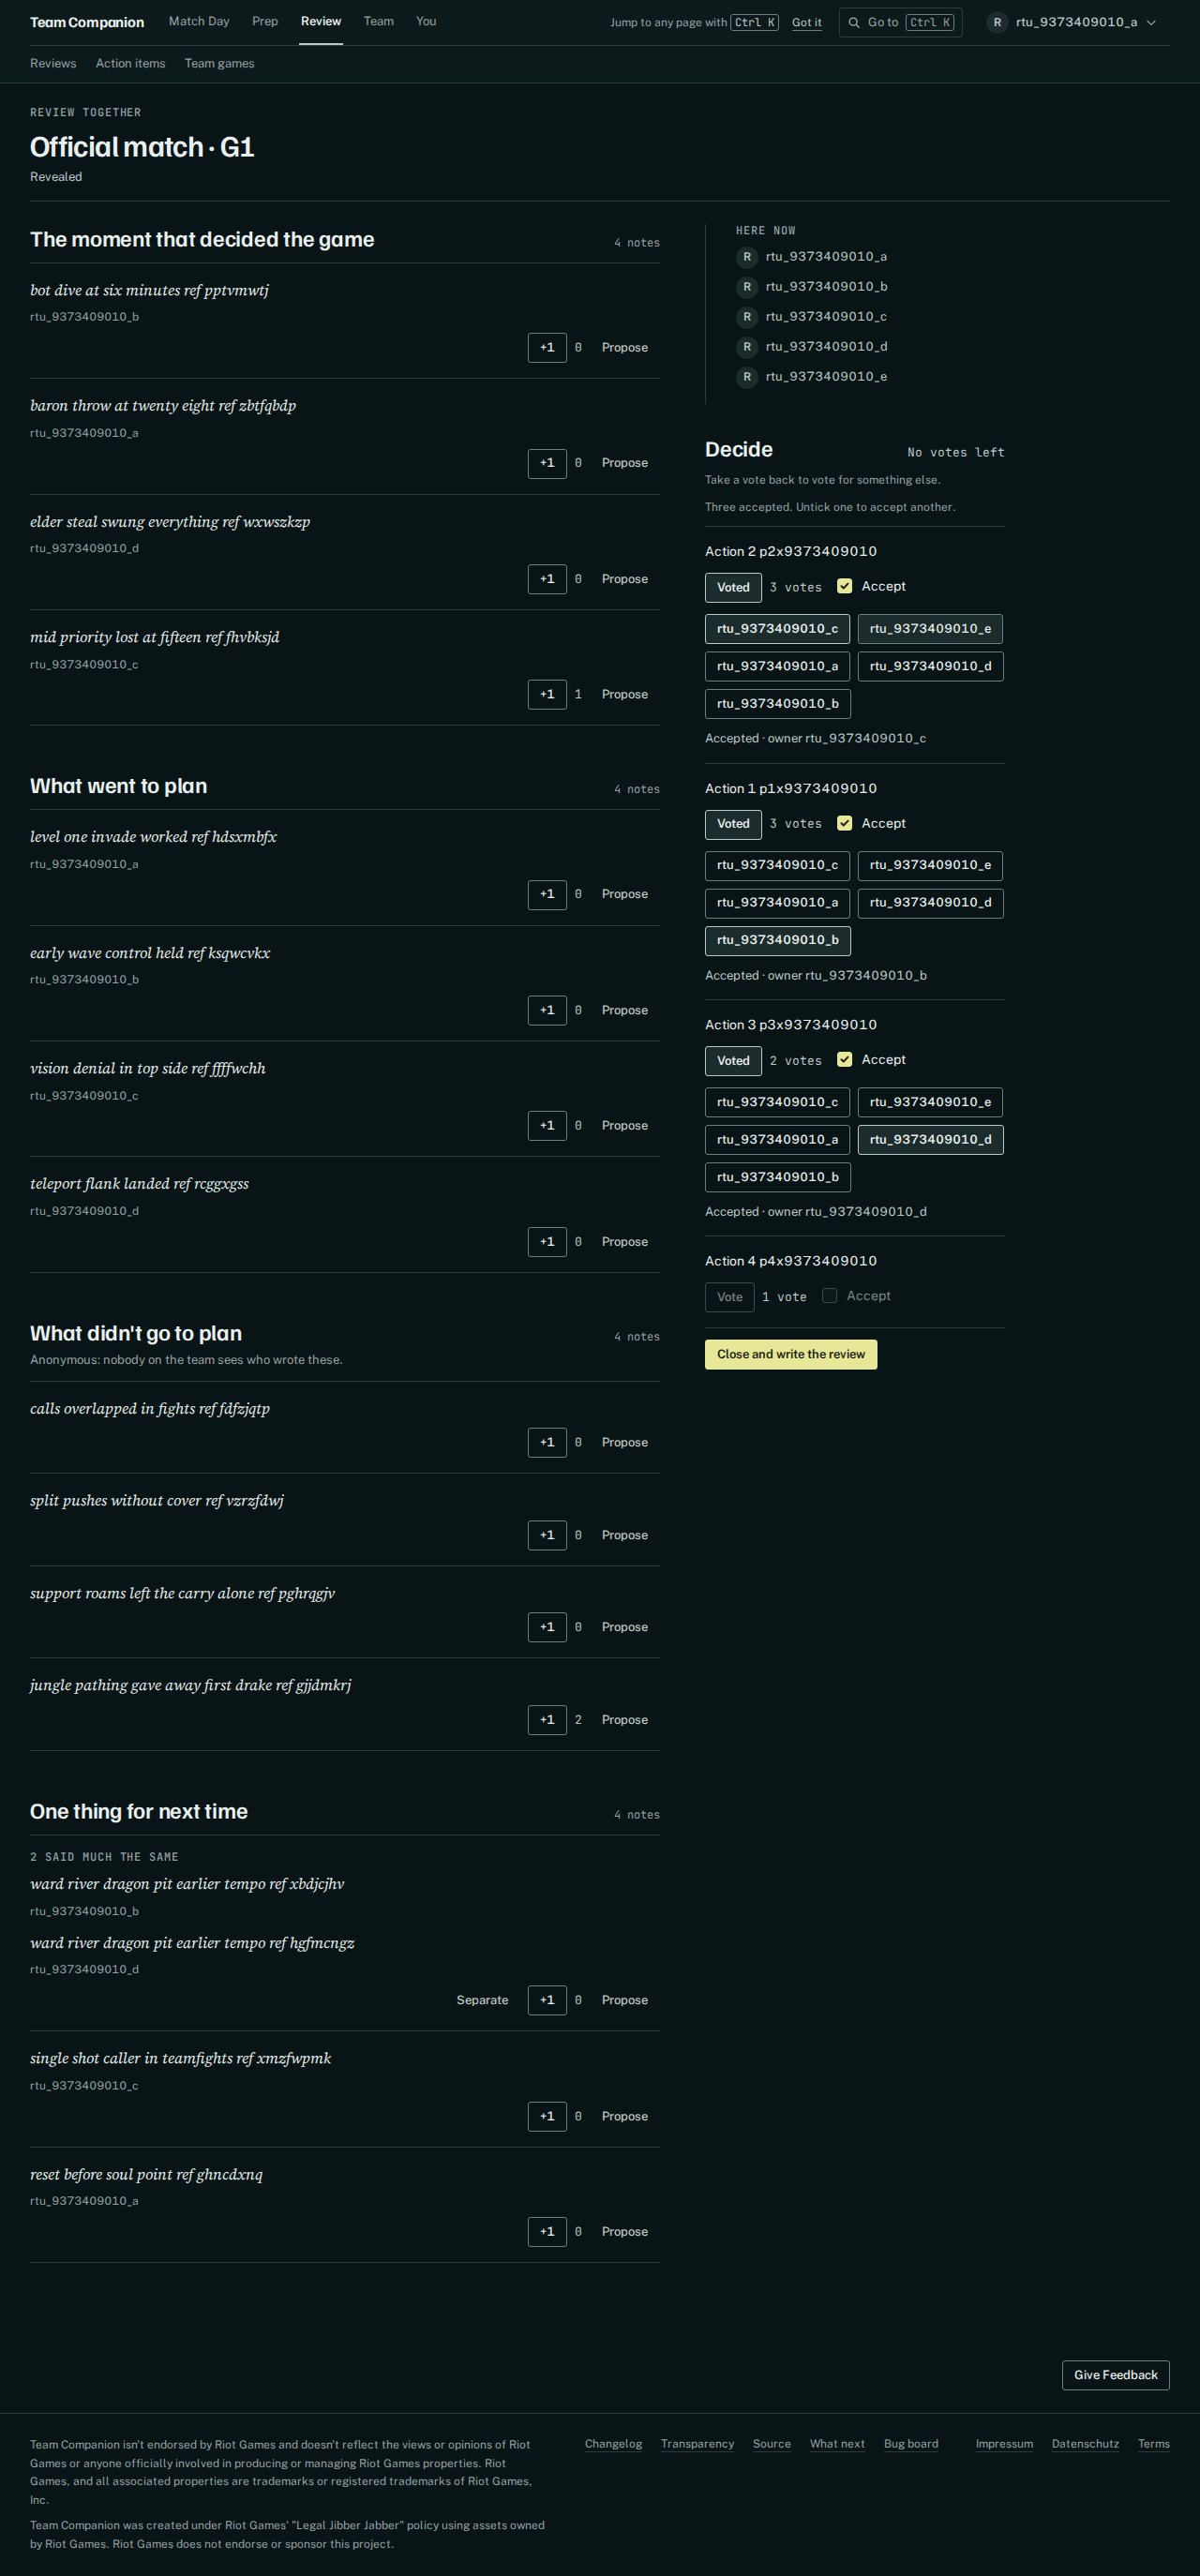 Team Companion
Match Day
Prep
Review
Team
You
Jump to any page with Ctrl K
Got it
Go to Ctrl K
R rtu_9373409010_a
Reviews
Action items
Team games
REVIEW TOGETHER
Official match · G1
Revealed
The moment that decided the game
4 notes
bot dive at six minutes ref pptvmwtj
rtu_9373409010_b
+1 0 Propose
baron throw at twenty eight ref zbtfqbdp
rtu_9373409010_a
+1 0 Propose
elder steal swung everything ref wxwszkzp
rtu_9373409010_d
+1 0 Propose
mid priority lost at fifteen ref fhvbksjd
rtu_9373409010_c
+1 1 Propose
What went to plan
4 notes
level one invade worked ref hdsxmbfx
rtu_9373409010_a
+1 0 Propose
early wave control held ref ksqwcvkx
rtu_9373409010_b
+1 0 Propose
vision denial in top side ref ffffwchh
rtu_9373409010_c
+1 0 Propose
teleport flank landed ref rcggxgss
rtu_9373409010_d
+1 0 Propose
What didn't go to plan
4 notes
Anonymous: nobody on the team sees who wrote these.
calls overlapped in fights ref fdfzjqtp
+1 0 Propose
split pushes without cover ref vzrzfdwj
+1 0 Propose
support roams left the carry alone ref pghrqgjv
+1 0 Propose
jungle pathing gave away first drake ref gjjdmkrj
+1 2 Propose
One thing for next time
4 notes
2 SAID MUCH THE SAME
ward river dragon pit earlier tempo ref xbdjcjhv
rtu_9373409010_b
ward river dragon pit earlier tempo ref hgfmcngz
rtu_9373409010_d
Separate +1 0 Propose
single shot caller in teamfights ref xmzfwpmk
rtu_9373409010_c
+1 0 Propose
reset before soul point ref ghncdxnq
rtu_9373409010_a
+1 0 Propose
HERE NOW
R rtu_9373409010_a
R rtu_9373409010_b
R rtu_9373409010_c
R rtu_9373409010_d
R rtu_9373409010_e
Decide
No votes left
Take a vote back to vote for something else.
Three accepted. Untick one to accept another.
Action 2 p2x9373409010
Voted 3 votes Accept
rtu_9373409010_c rtu_9373409010_e
rtu_9373409010_a rtu_9373409010_d
rtu_9373409010_b
Accepted · owner rtu_9373409010_c
Action 1 p1x9373409010
Voted 3 votes Accept
rtu_9373409010_c rtu_9373409010_e
rtu_9373409010_a rtu_9373409010_d
rtu_9373409010_b
Accepted · owner rtu_9373409010_b
Action 3 p3x9373409010
Voted 2 votes Accept
rtu_9373409010_c rtu_9373409010_e
rtu_9373409010_a rtu_9373409010_d
rtu_9373409010_b
Accepted · owner rtu_9373409010_d
Action 4 p4x9373409010
Vote 1 vote Accept
Close and write the review
Give Feedback
Team Companion isn't endorsed by Riot Games and doesn't reflect the views or opinions of Riot
Games or anyone officially involved in producing or managing Riot Games properties. Riot
Games, and all associated properties are trademarks or registered trademarks of Riot Games,
Inc.
Team Companion was created under Riot Games' "Legal Jibber Jabber" policy using assets owned
by Riot Games. Riot Games does not endorse or sponsor this project.
Changelog
Transparency
Source
What next
Bug board
Impressum
Datenschutz
Terms